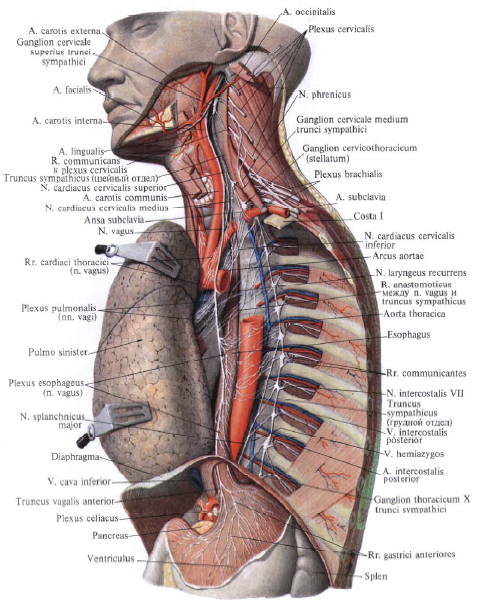 A. carotis externa
Ganglion cervicale
superius trunci
sympathici
A. facialis
A. carotis interna
A. lingualis
R. communicans
к plexus cervicalis
Truncus sympathicus (шейный отдел)
N. cardiacus cervicalis superior
A. carotis communis
N. cardiacus cervicalis medius
Ansa subclavia
N. vagus
Rr. cardiaci thoracici
(n. vagus)
Plexus pulmonalis
(nn. vagi)
Pulmo sinister
Plexus esophageus
(n. vagus)
N. splanchnicus
major
Diaphragma
V. cava inferior
Truncus vagalis anterior
Plexus celiacus
Pancreas
Ventriculus
A. occipitalis
Plexus cervicalis
N. phrenicus
Ganglion cervicale medium
trunci sympathici
Ganglion cervicothoracicum
(stellatum)
Plexus brachialis
A. subclavia
Costa I
N. cardiacus cervicalis
inferior
Arcus aortae
N. laryngeus recurrens
R. anastomoticus
между n. vagus и
truncus sympathicus
Aorta thoracica
Esophagus
Rr. communicantes
N. intercostalis VII
Truncus
sympathicus
(грудной отдел)
V. intercostalis
posterior
V. hemiazygos
A. intercostalis
posterior
Ganglion thoracicum X
trunci sympathici
Rr. gastrici anteriores
Splen